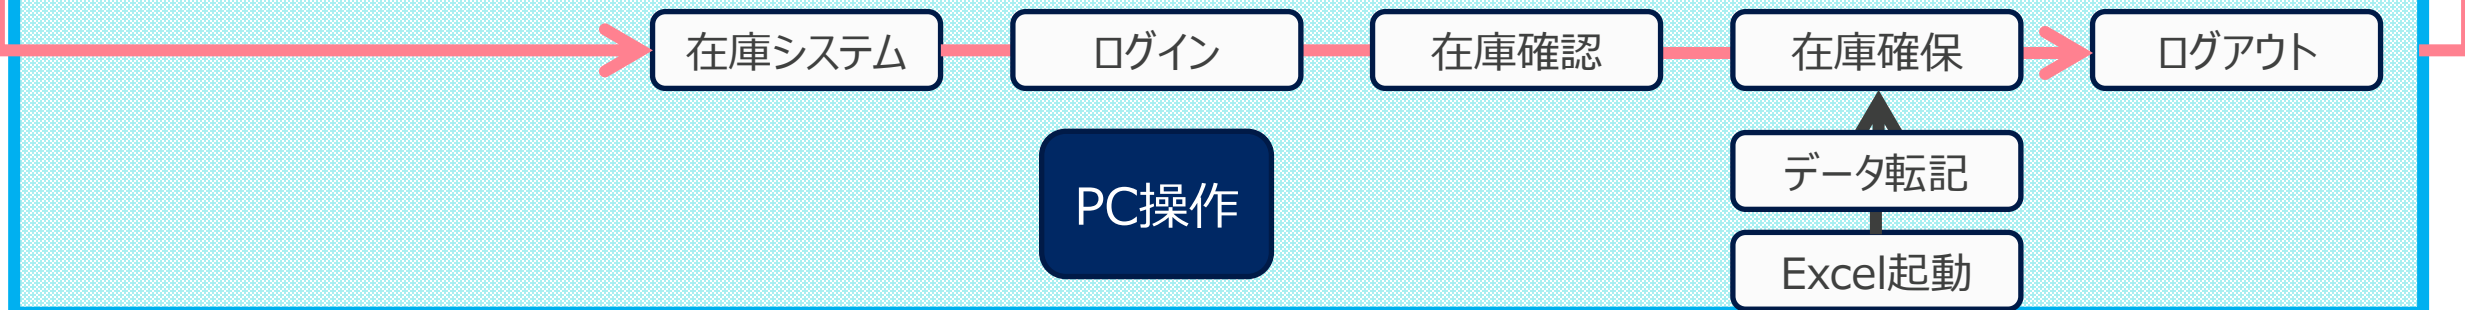 在庫システム
ログイン
在庫確認
在庫確保
ログアウト
データ転記
PC操作
Excel起動